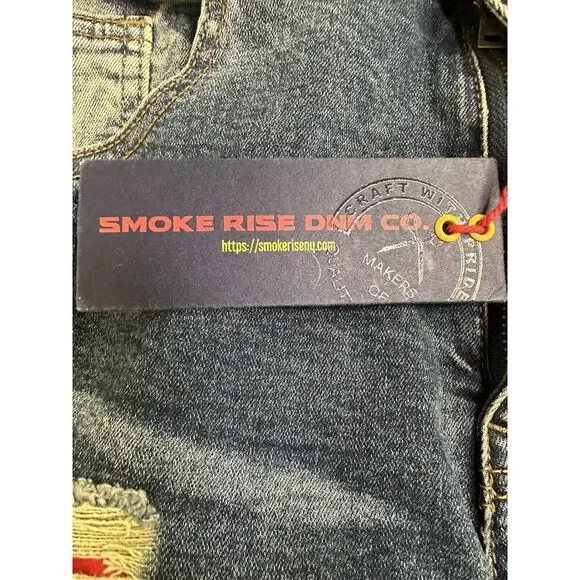 SMOKE RISE DNM CO.
https://smokeriseny.com
CRAFT WITH PRIDE
MAKERS
OF